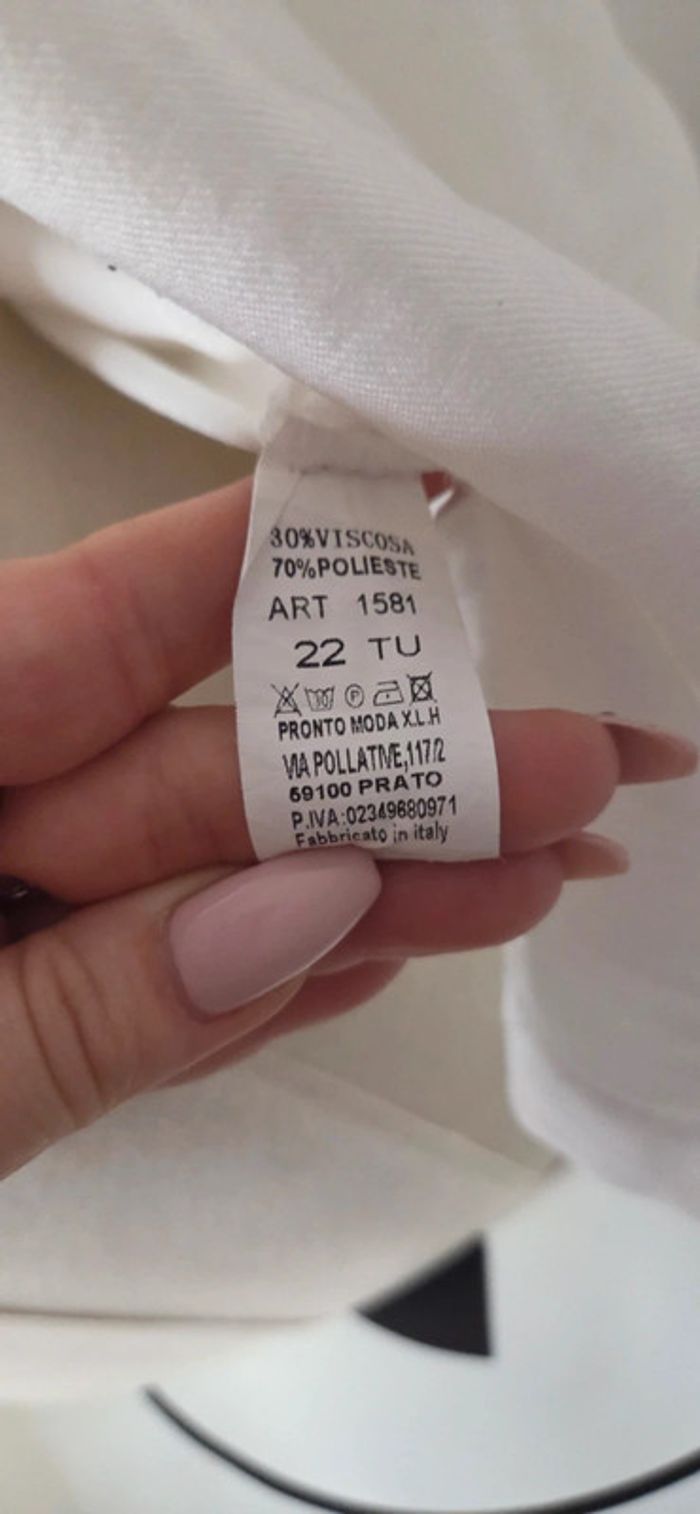 30%VISCOSA
70%POLIESTE
ART 1581
22 TU
P
PRONTO MODA X.L.H
VIA POLLATIVE,117/2
59100 PRATO
P.IVA:02349680971
Fabbricato in italy